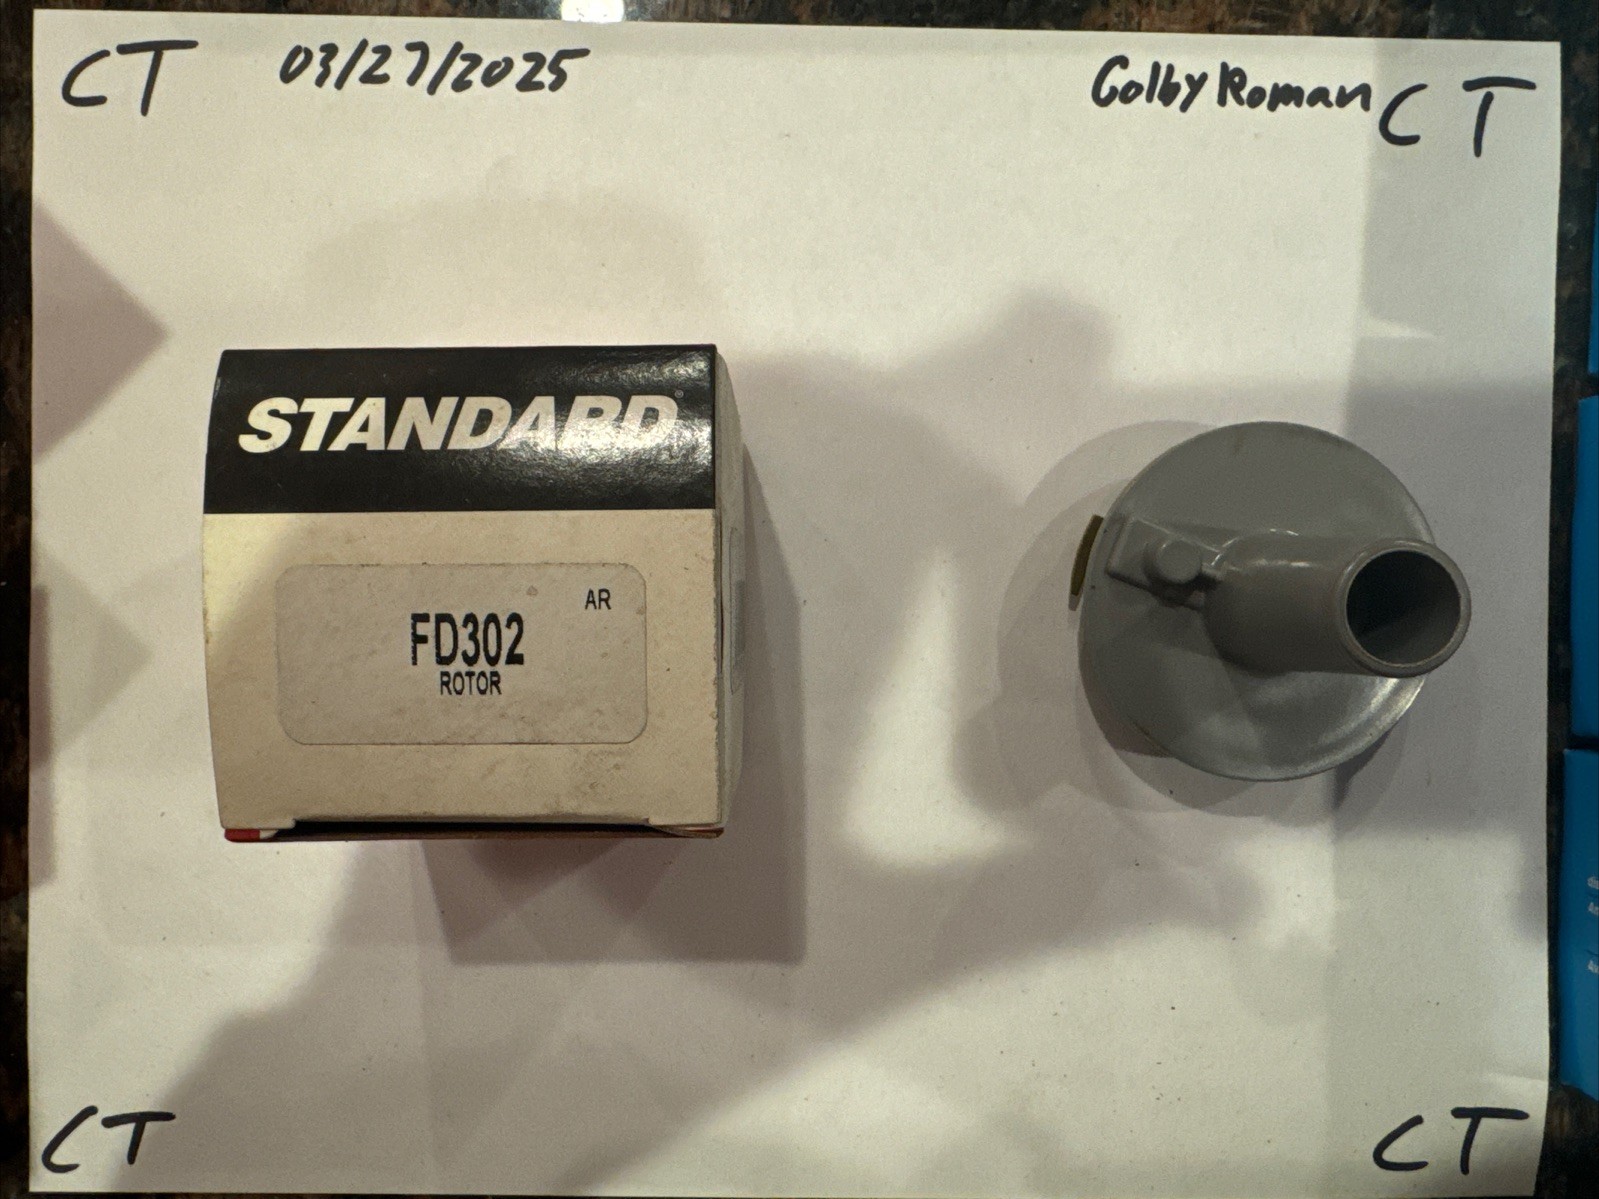 CT 03/27/2025 Colby Roman CT
STANDARD
AR
FD302
ROTOR
CT CT